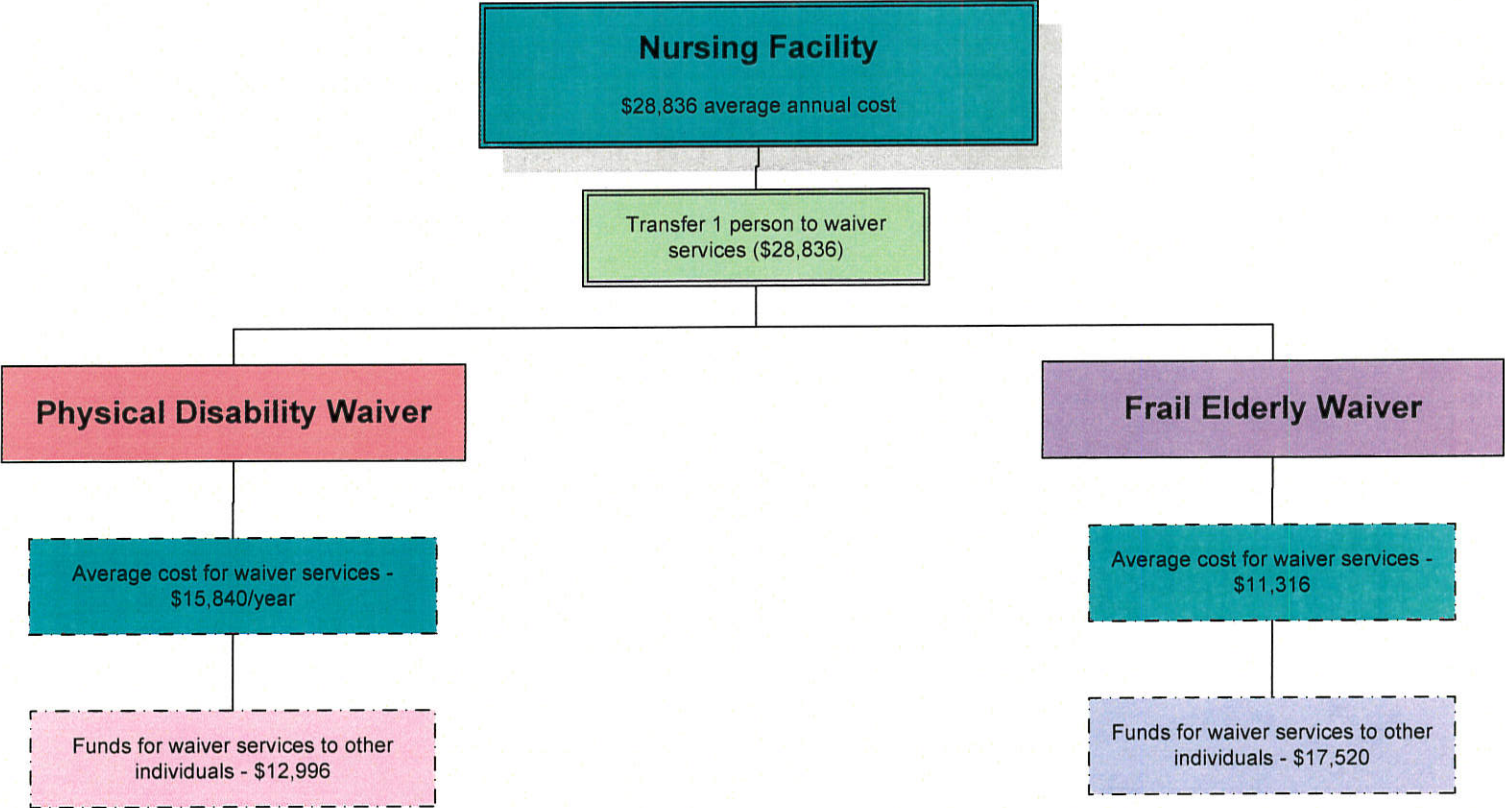 Nursing Facility
$28,836 average annual cost
Transfer 1 person to waiver
services ($28,836)
Physical Disability Waiver
Frail Elderly Waiver
Average cost for waiver services -
$15,840/year
Average cost for waiver services -
$11,316
Funds for waiver services to other
individuals - $12,996
Funds for waiver services to other
individuals - $17,520